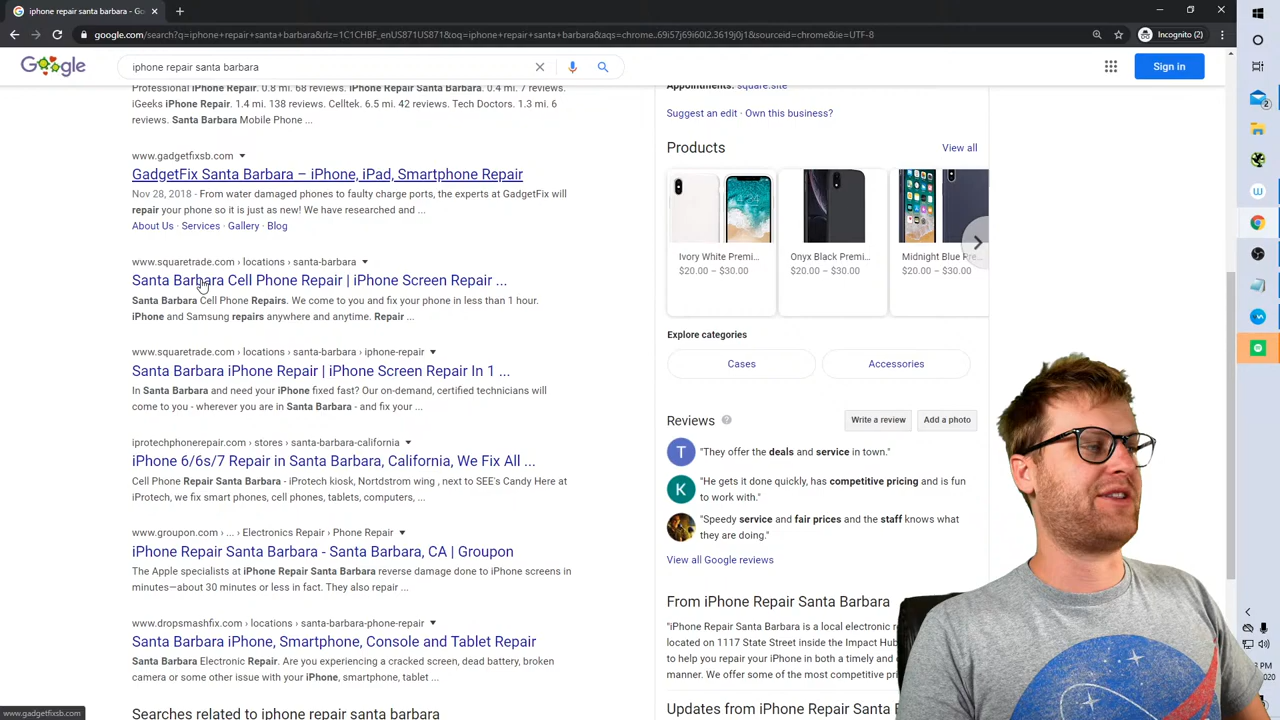 iphone repair santa barbara - Go
google.com/search?q=iphone+repair+santa+barbara&rlz=1C1CHBF_enUS871US871&oq=iphone+repair+santa+barbara&aqs=chrome..69i57j69i60l2.3619j0j1&sourceid=chrome&ie=UTF-8
Incognito (2)
Google
iphone repair santa barbara
Sign in
Professional iPhone Repair. 0.8 mi. 68 reviews. iPhone Repair Santa Barbara. 0.4 mi. 7 reviews.
iGeeks iPhone Repair. 1.4 mi. 138 reviews. Celltek. 6.5 mi. 42 reviews. Tech Doctors. 1.3 mi. 6
reviews. Santa Barbara Mobile Phone ...
www.gadgetfixsb.com
GadgetFix Santa Barbara – iPhone, iPad, Smartphone Repair
Nov 28, 2018 - From water damaged phones to faulty charge ports, the experts at GadgetFix will
repair your phone so it is just as new! We have researched and ...
About Us · Services · Gallery · Blog
www.squaretrade.com › locations › santa-barbara
Santa Barbara Cell Phone Repair | iPhone Screen Repair ...
Santa Barbara Cell Phone Repairs. We come to you and fix your phone in less than 1 hour.
iPhone and Samsung repairs anywhere and anytime. Repair ...
www.squaretrade.com › locations › santa-barbara › iphone-repair
Santa Barbara iPhone Repair | iPhone Screen Repair In 1 ...
In Santa Barbara and need your iPhone fixed fast? Our on-demand, certified technicians will
come to you - wherever you are in Santa Barbara - and fix your ...
iprotechphonerepair.com › stores › santa-barbara-california
iPhone 6/6s/7 Repair in Santa Barbara, California, We Fix All ...
Cell Phone Repair Santa Barbara - iProtech kiosk, Nortdstrom wing , next to SEE's Candy Here at
iProtech, we fix smart phones, cell phones, tablets, computers, ...
www.groupon.com › ... › Electronics Repair › Phone Repair
iPhone Repair Santa Barbara - Santa Barbara, CA | Groupon
The Apple specialists at iPhone Repair Santa Barbara reverse damage done to iPhone screens in
minutes—about 30 minutes or less in fact. They also repair ...
www.dropsmashfix.com › locations › santa-barbara-phone-repair
Santa Barbara iPhone, Smartphone, Console and Tablet Repair
Santa Barbara Electronic Repair. Are you experiencing a cracked screen, dead battery, broken
camera or some other issue with your iPhone, smartphone, tablet ...
Searches related to iphone repair santa barbara
www.gadgetfixsb.com
Appointments: square.site
Suggest an edit · Own this business?
Products
View all
Ivory White Premi...
$20.00 – $30.00
Onyx Black Premi...
$20.00 – $30.00
Midnight Blue Pre...
$20.00 – $30.00
Explore categories
Cases
Accessories
Reviews
Write a review
Add a photo
T
"They offer the deals and service in town."
K
"He gets it done quickly, has competitive pricing and is fun
to work with."
"Speedy service and fair prices and the staff knows what
they are doing."
View all Google reviews
From iPhone Repair Santa Barbara
"iPhone Repair Santa Barbara is a local electronic
located on 1117 State Street inside the Impact Hub
to help you repair your iPhone in both a timely and
manner. We offer some of the most competitive
Updates from iPhone Repair Santa